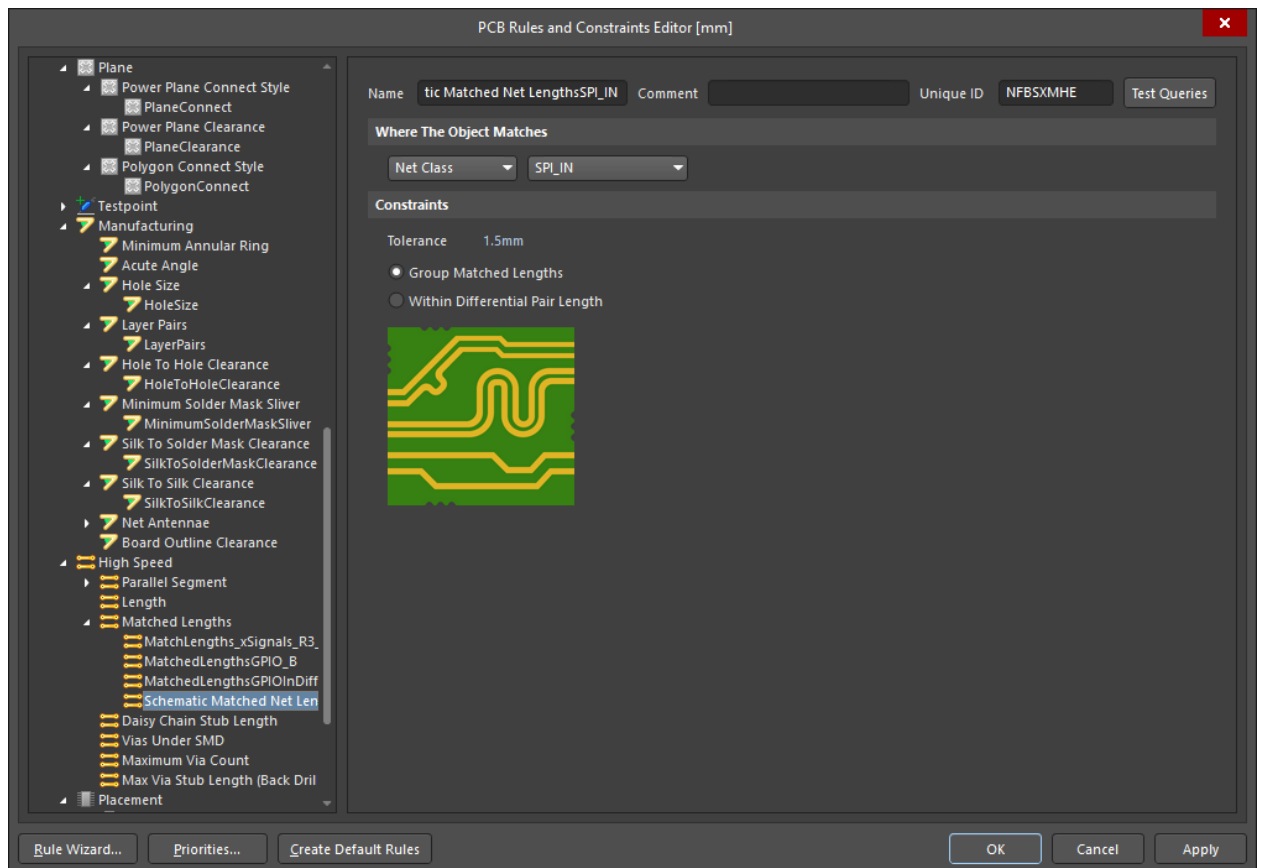 PCB Rules and Constraints Editor [mm]
Plane
Power Plane Connect Style
PlaneConnect
Power Plane Clearance
PlaneClearance
Polygon Connect Style
PolygonConnect
Testpoint
Manufacturing
Minimum Annular Ring
Acute Angle
Hole Size
HoleSize
Layer Pairs
LayerPairs
Hole To Hole Clearance
HoleToHoleClearance
Minimum Solder Mask Sliver
MinimumSolderMaskSliver
Silk To Solder Mask Clearance
SilkToSolderMaskClearance
Silk To Silk Clearance
SilkToSilkClearance
Net Antennae
Board Outline Clearance
High Speed
Parallel Segment
Length
Matched Lengths
MatchLengths_xSignals_R3_
MatchedLengthsGPIO_B
MatchedLengthsGPIOInDiff
Schematic Matched Net Len
Daisy Chain Stub Length
Vias Under SMD
Maximum Via Count
Max Via Stub Length (Back Dril
Placement
Name tic Matched Net LengthsSPI_IN Comment Unique ID NFBSXMHE Test Queries
Where The Object Matches
Net Class SPI_IN
Constraints
Tolerance 1.5mm
Group Matched Lengths
Within Differential Pair Length
Rule Wizard... Priorities... Create Default Rules OK Cancel Apply